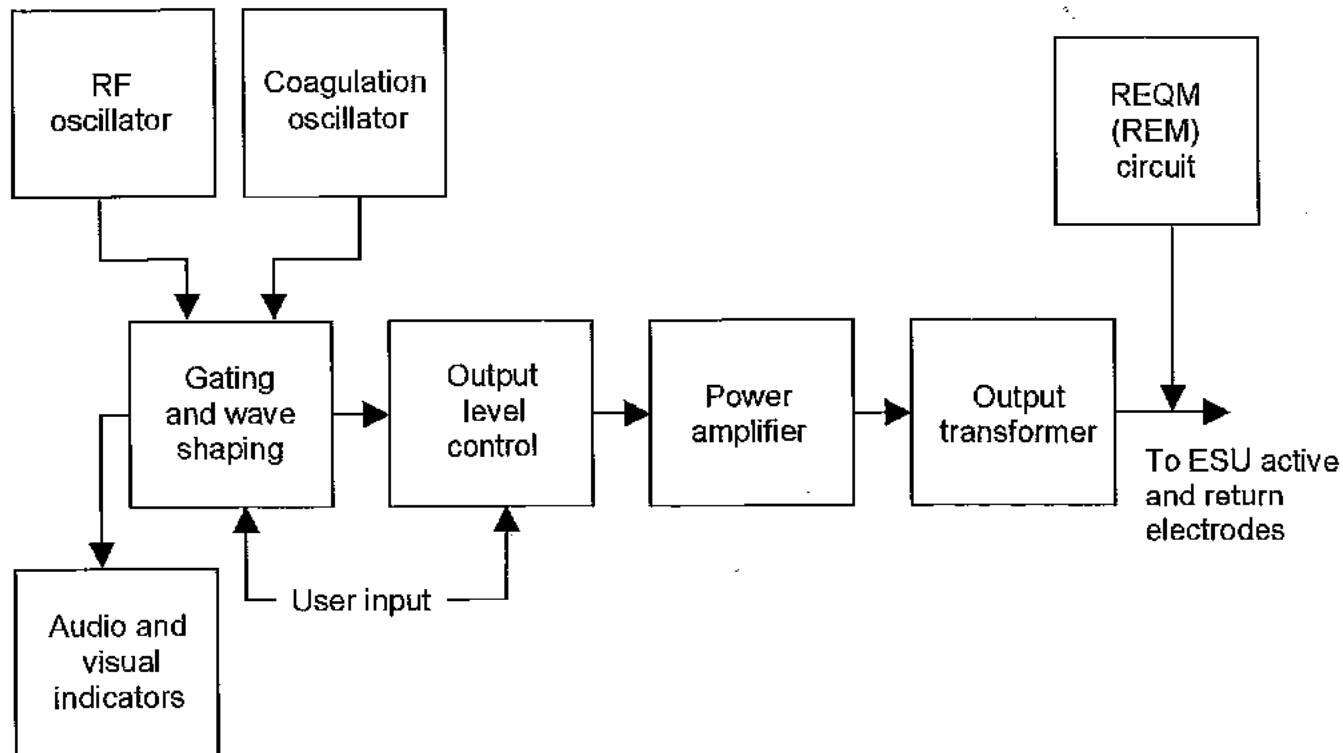 RF
oscillator
Coagulation
oscillator
REQM
(REM)
circuit
Gating
and wave
shaping
Output
level
control
Power
amplifier
Output
transformer
To ESU active
and return
electrodes
User input
Audio and
visual
indicators